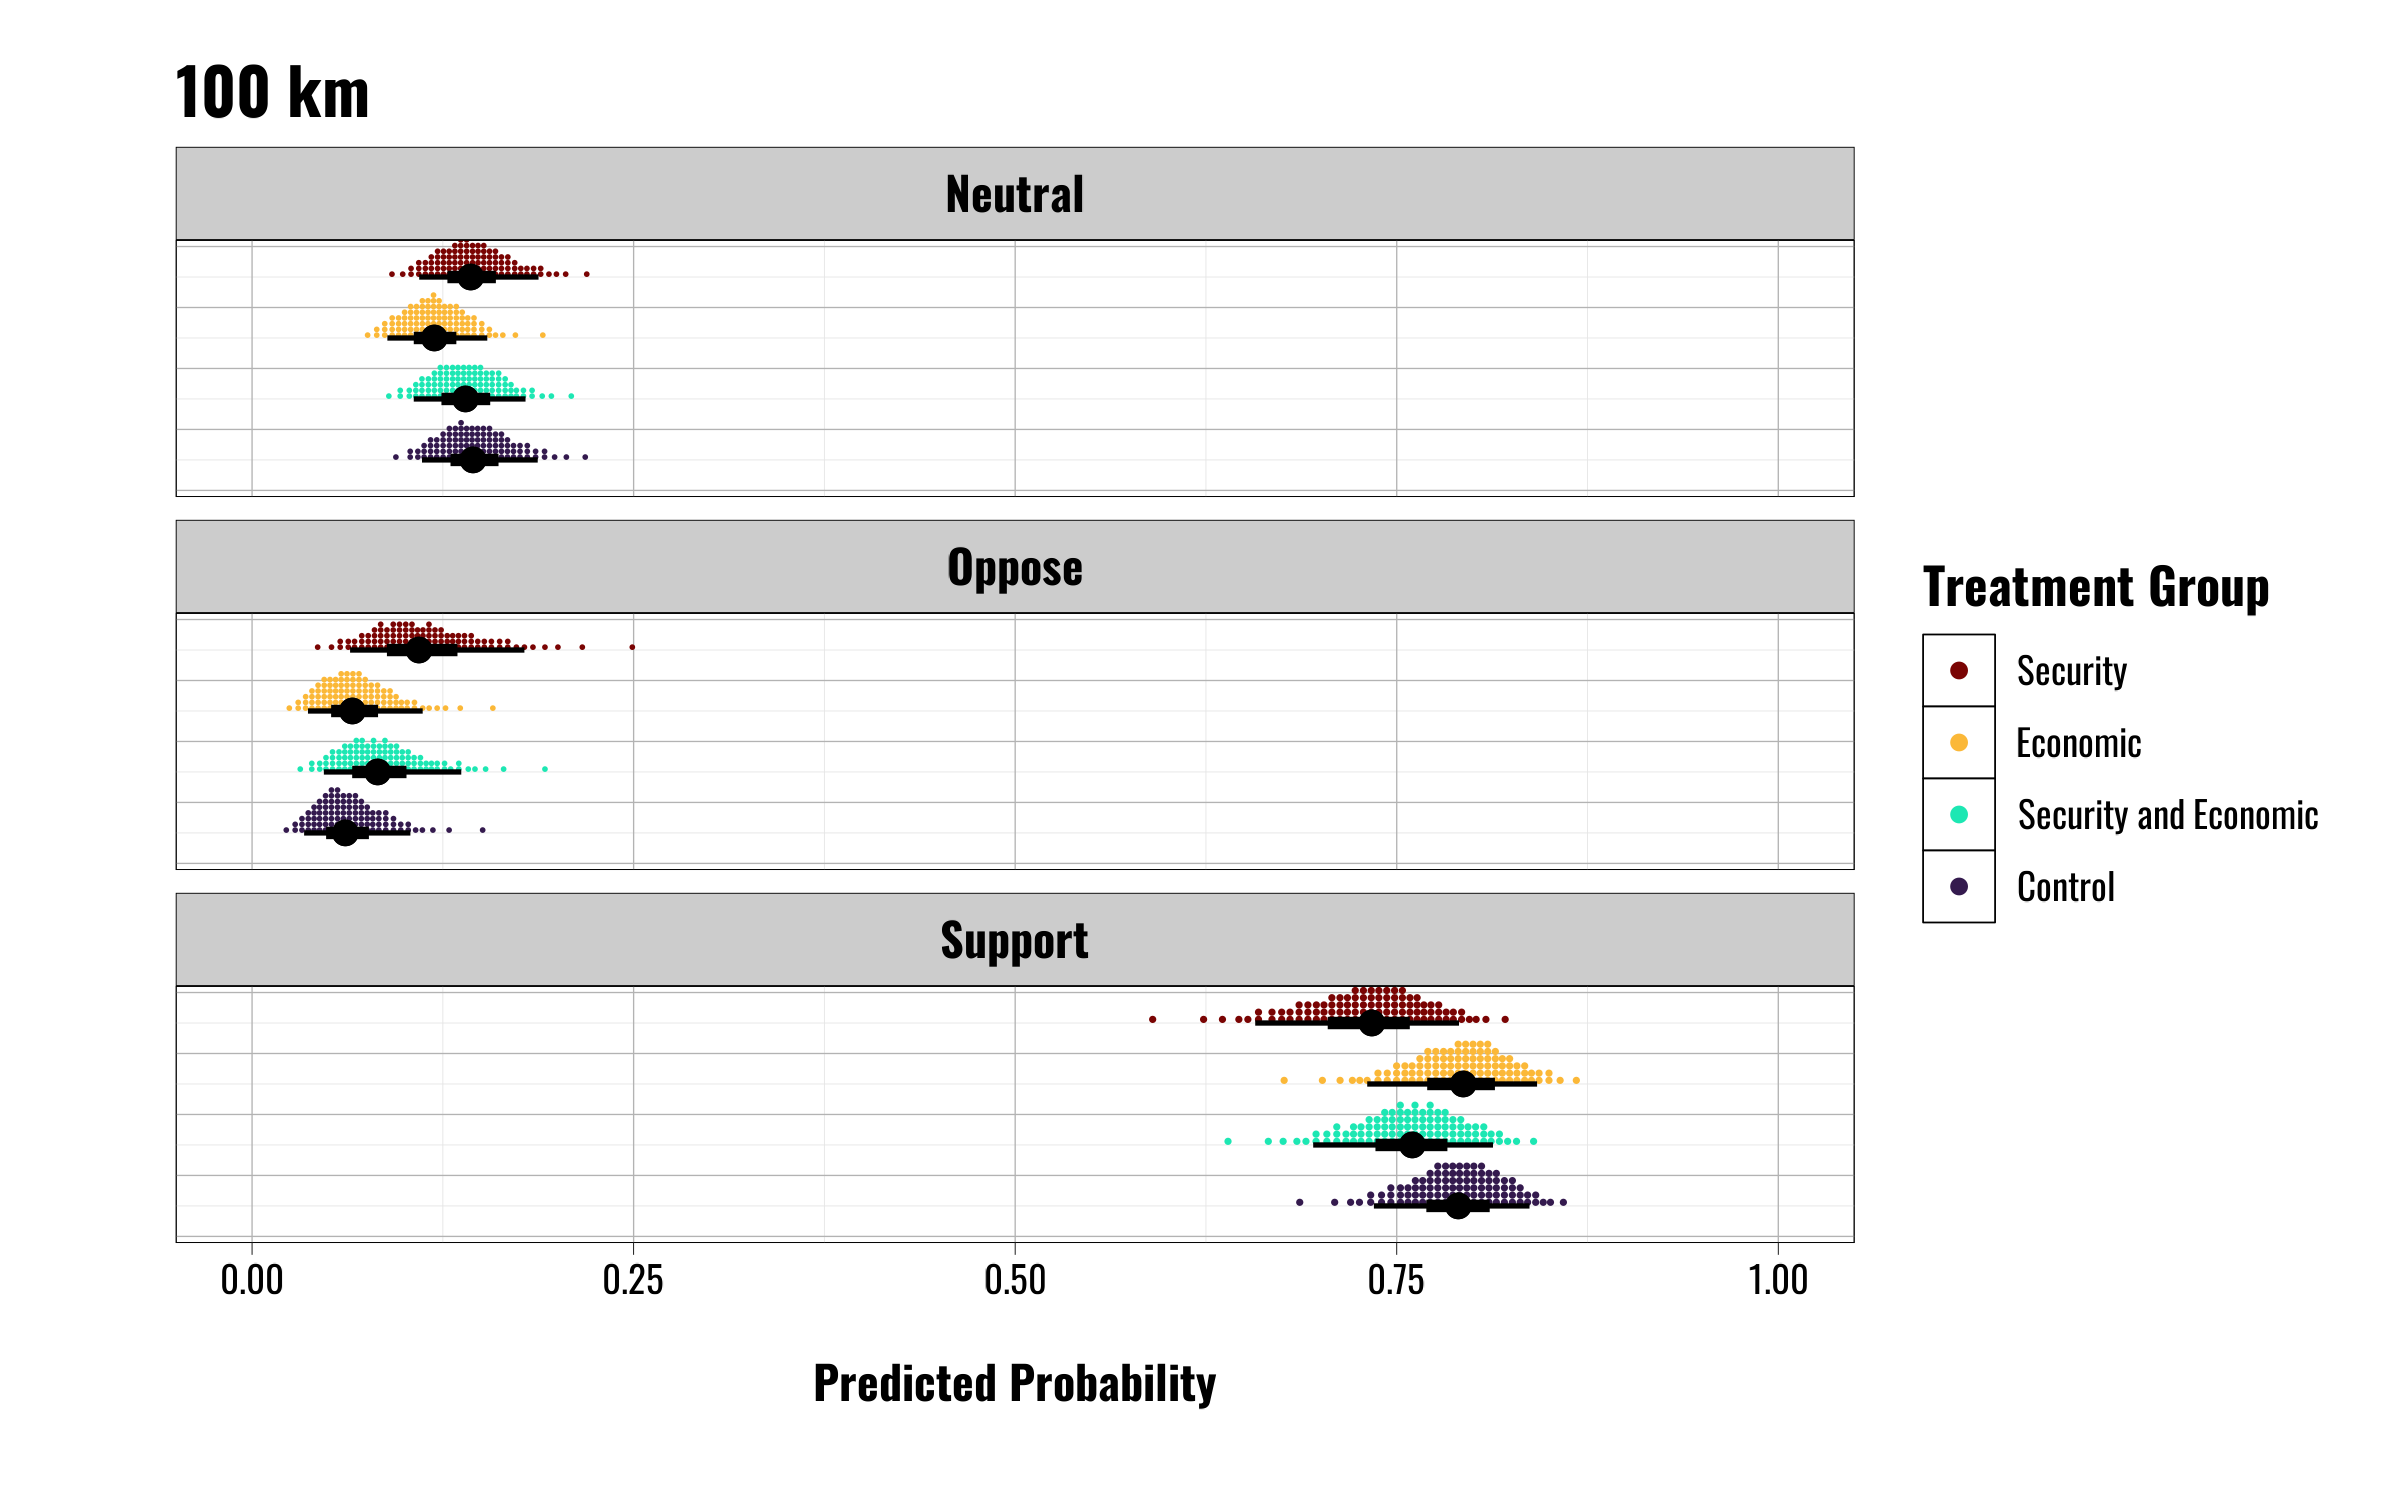 100 km
Neutral
Oppose
Support
0.00 0.25 0.50 0.75 1.00
Predicted Probability
Treatment Group
Security
Economic
Security and Economic
Control